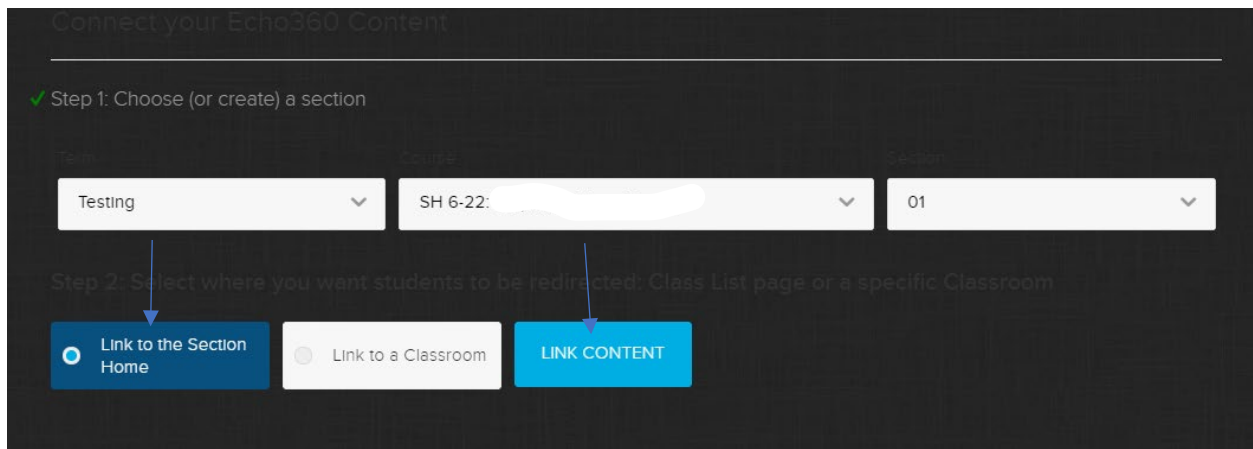 Connect your Echo360 Content
✓ Step 1: Choose (or create) a section
Term Course Section
Testing SH 6-22: 01
Step 2: Select where you want students to be redirected: Class List page or a specific Classroom
Link to the Section
Home
Link to a Classroom
LINK CONTENT